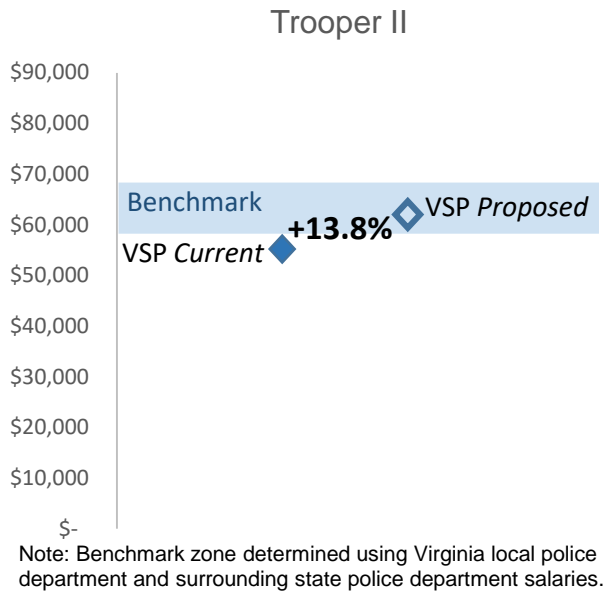 Trooper II
$90,000
$80,000
$70,000
$60,000
$50,000
$40,000
$30,000
$20,000
$10,000
$-
Benchmark
VSP Proposed
+13.8%
VSP Current
Note: Benchmark zone determined using Virginia local police
department and surrounding state police department salaries.